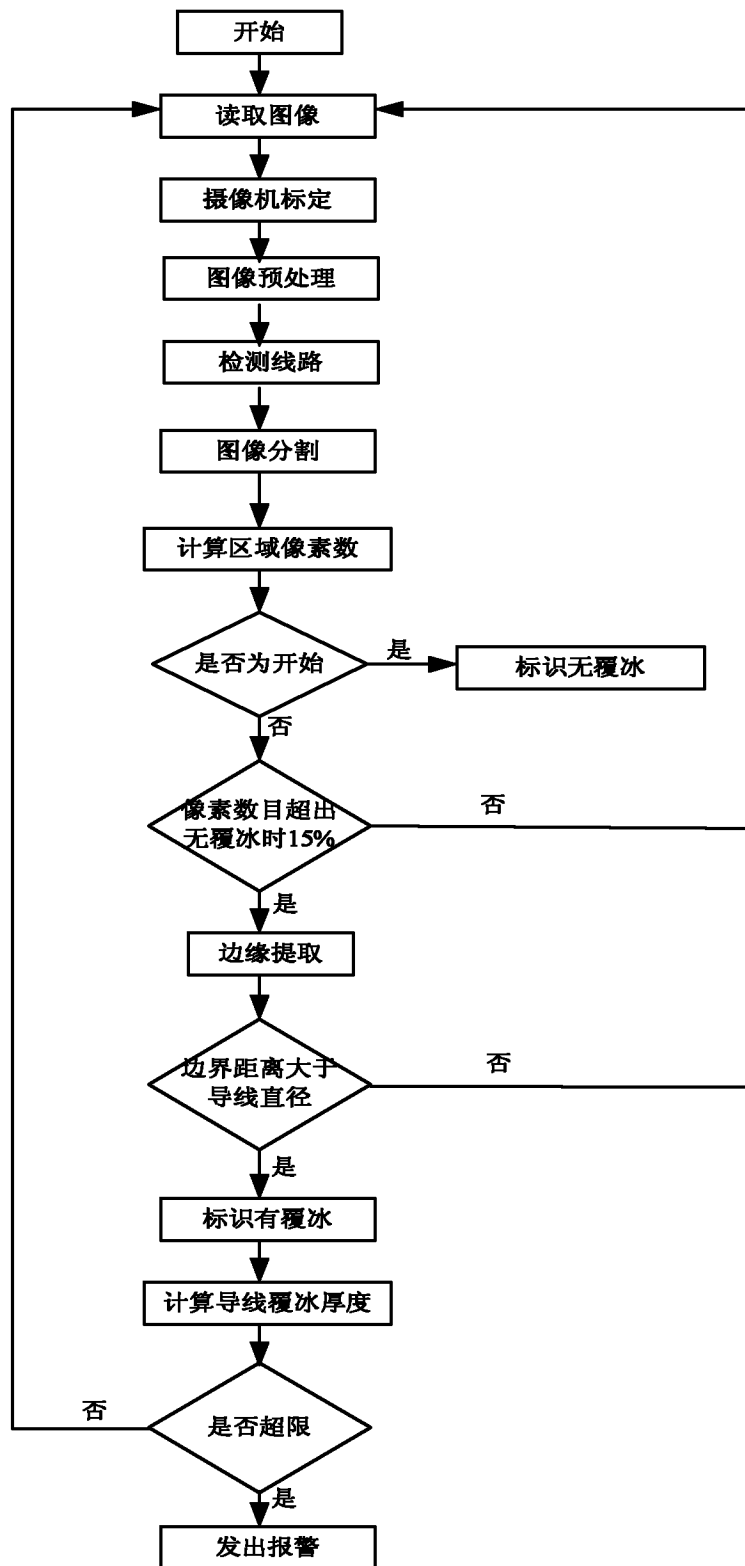 开始
读取图像
摄像机标定
图像预处理
检测线路
图像分割
计算区域像素数
是否为开始
是
标识无覆冰
否
像素数目超出
无覆冰时15%
否
是
边缘提取
边界距离大于
导线直径
否
是
标识有覆冰
计算导线覆冰厚度
是否超限
否
是
发出报警